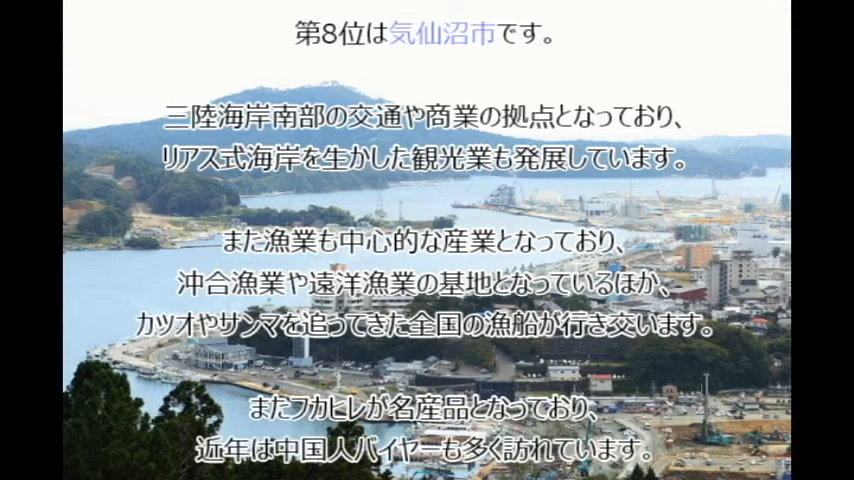 第8位は気仙沼市です。
三陸海岸南部の交通や商業の拠点となっており、
リアス式海岸を生かした観光業も発展しています。
また漁業も中心的な産業となっており、
沖合漁業や遠洋漁業の基地となっているほか、
カツオやサンマを追ってきた全国の漁船が行き交います。
またフカヒレが名産品となっており、
近年は中国人バイヤーも多く訪れています。